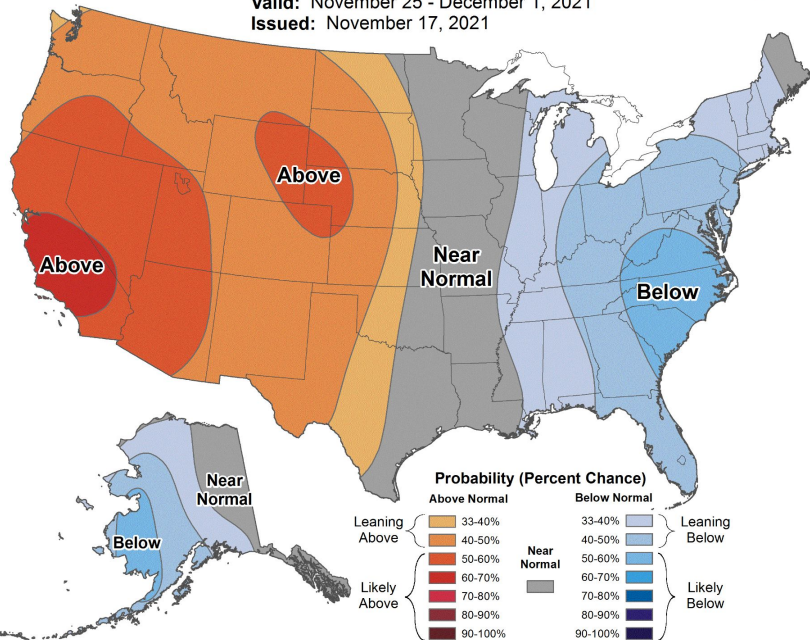 Valid: November 25 - December 1, 2021
Issued: November 17, 2021
Above
Above
Near
Normal
Below
Near
Normal
Below
Probability (Percent Chance)
Above Normal
Below Normal
Leaning
Above
33-40%
40-50%
Likely
Above
50-60%
60-70%
70-80%
80-90%
90-100%
Near
Normal
33-40%
40-50%
Leaning
Below
50-60%
60-70%
70-80%
80-90%
90-100%
Likely
Below